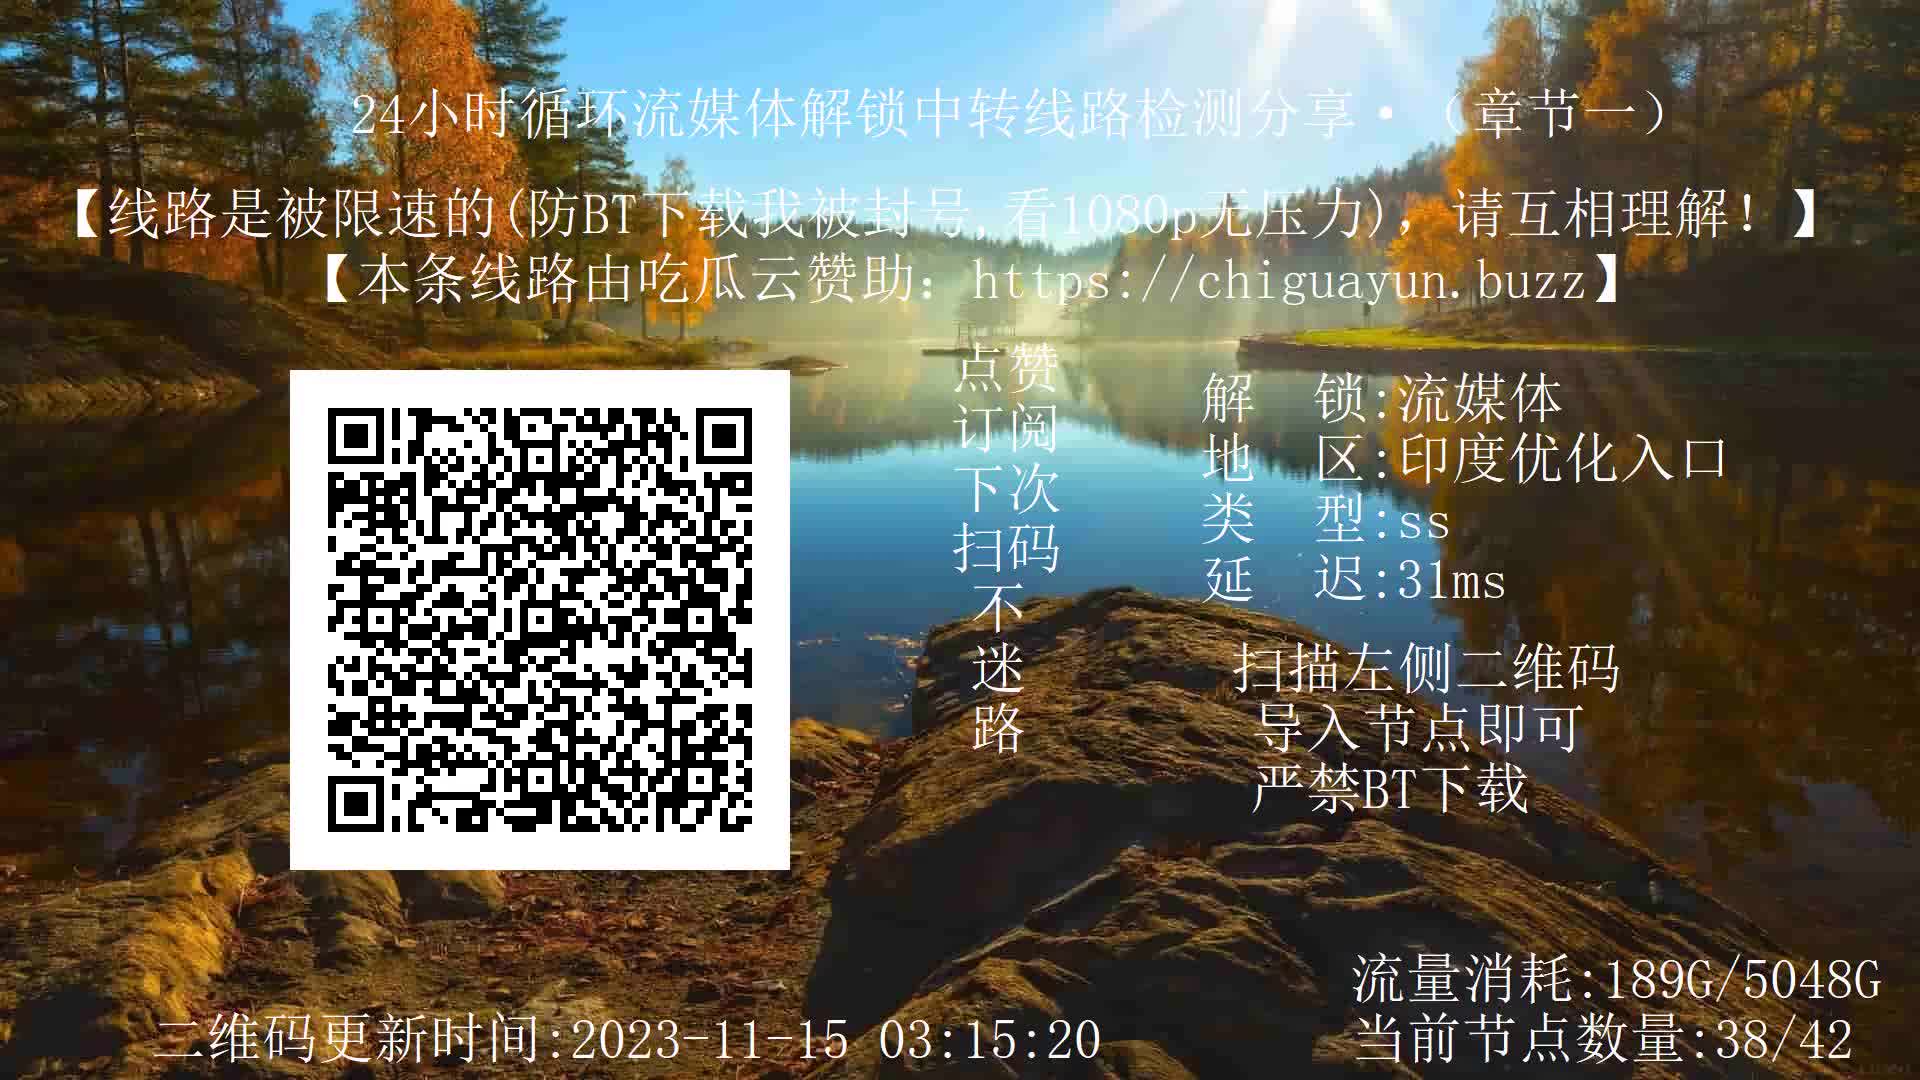 24小时循环流媒体解锁中转线路检测分享·（章节一）
【线路是被限速的(防BT下载我被封号,看1080p无压力)，请互相理解！】
【本条线路由吃瓜云赞助：https://chiguayun.buzz】
点赞
订阅
下次
扫码
不
迷
路
解 锁:流媒体
地 区:印度优化入口
类 型:ss
延 迟:31ms
扫描左侧二维码
导入节点即可
严禁BT下载
流量消耗:189G/5048G
二维码更新时间:2023-11-15 03:15:20
当前节点数量:38/42